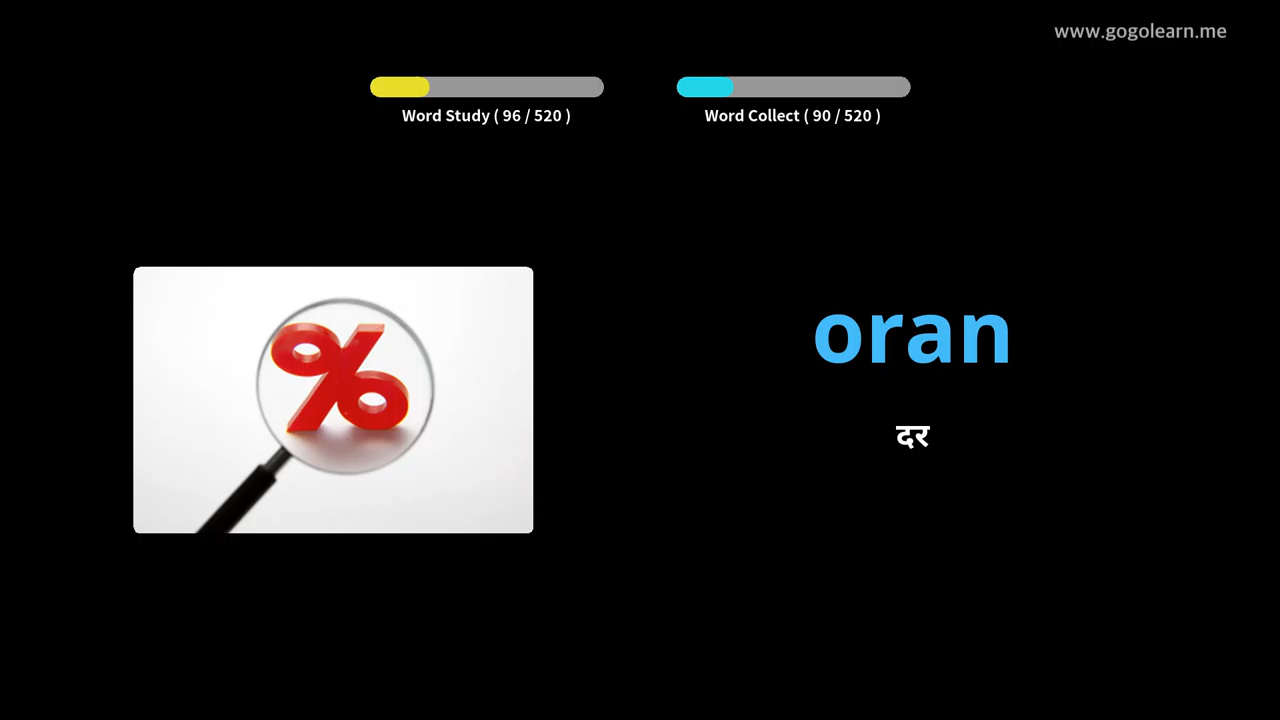 www.gogolearn.me
Word Study ( 96 / 520 )
Word Collect ( 90 / 520 )
%
oran
दर